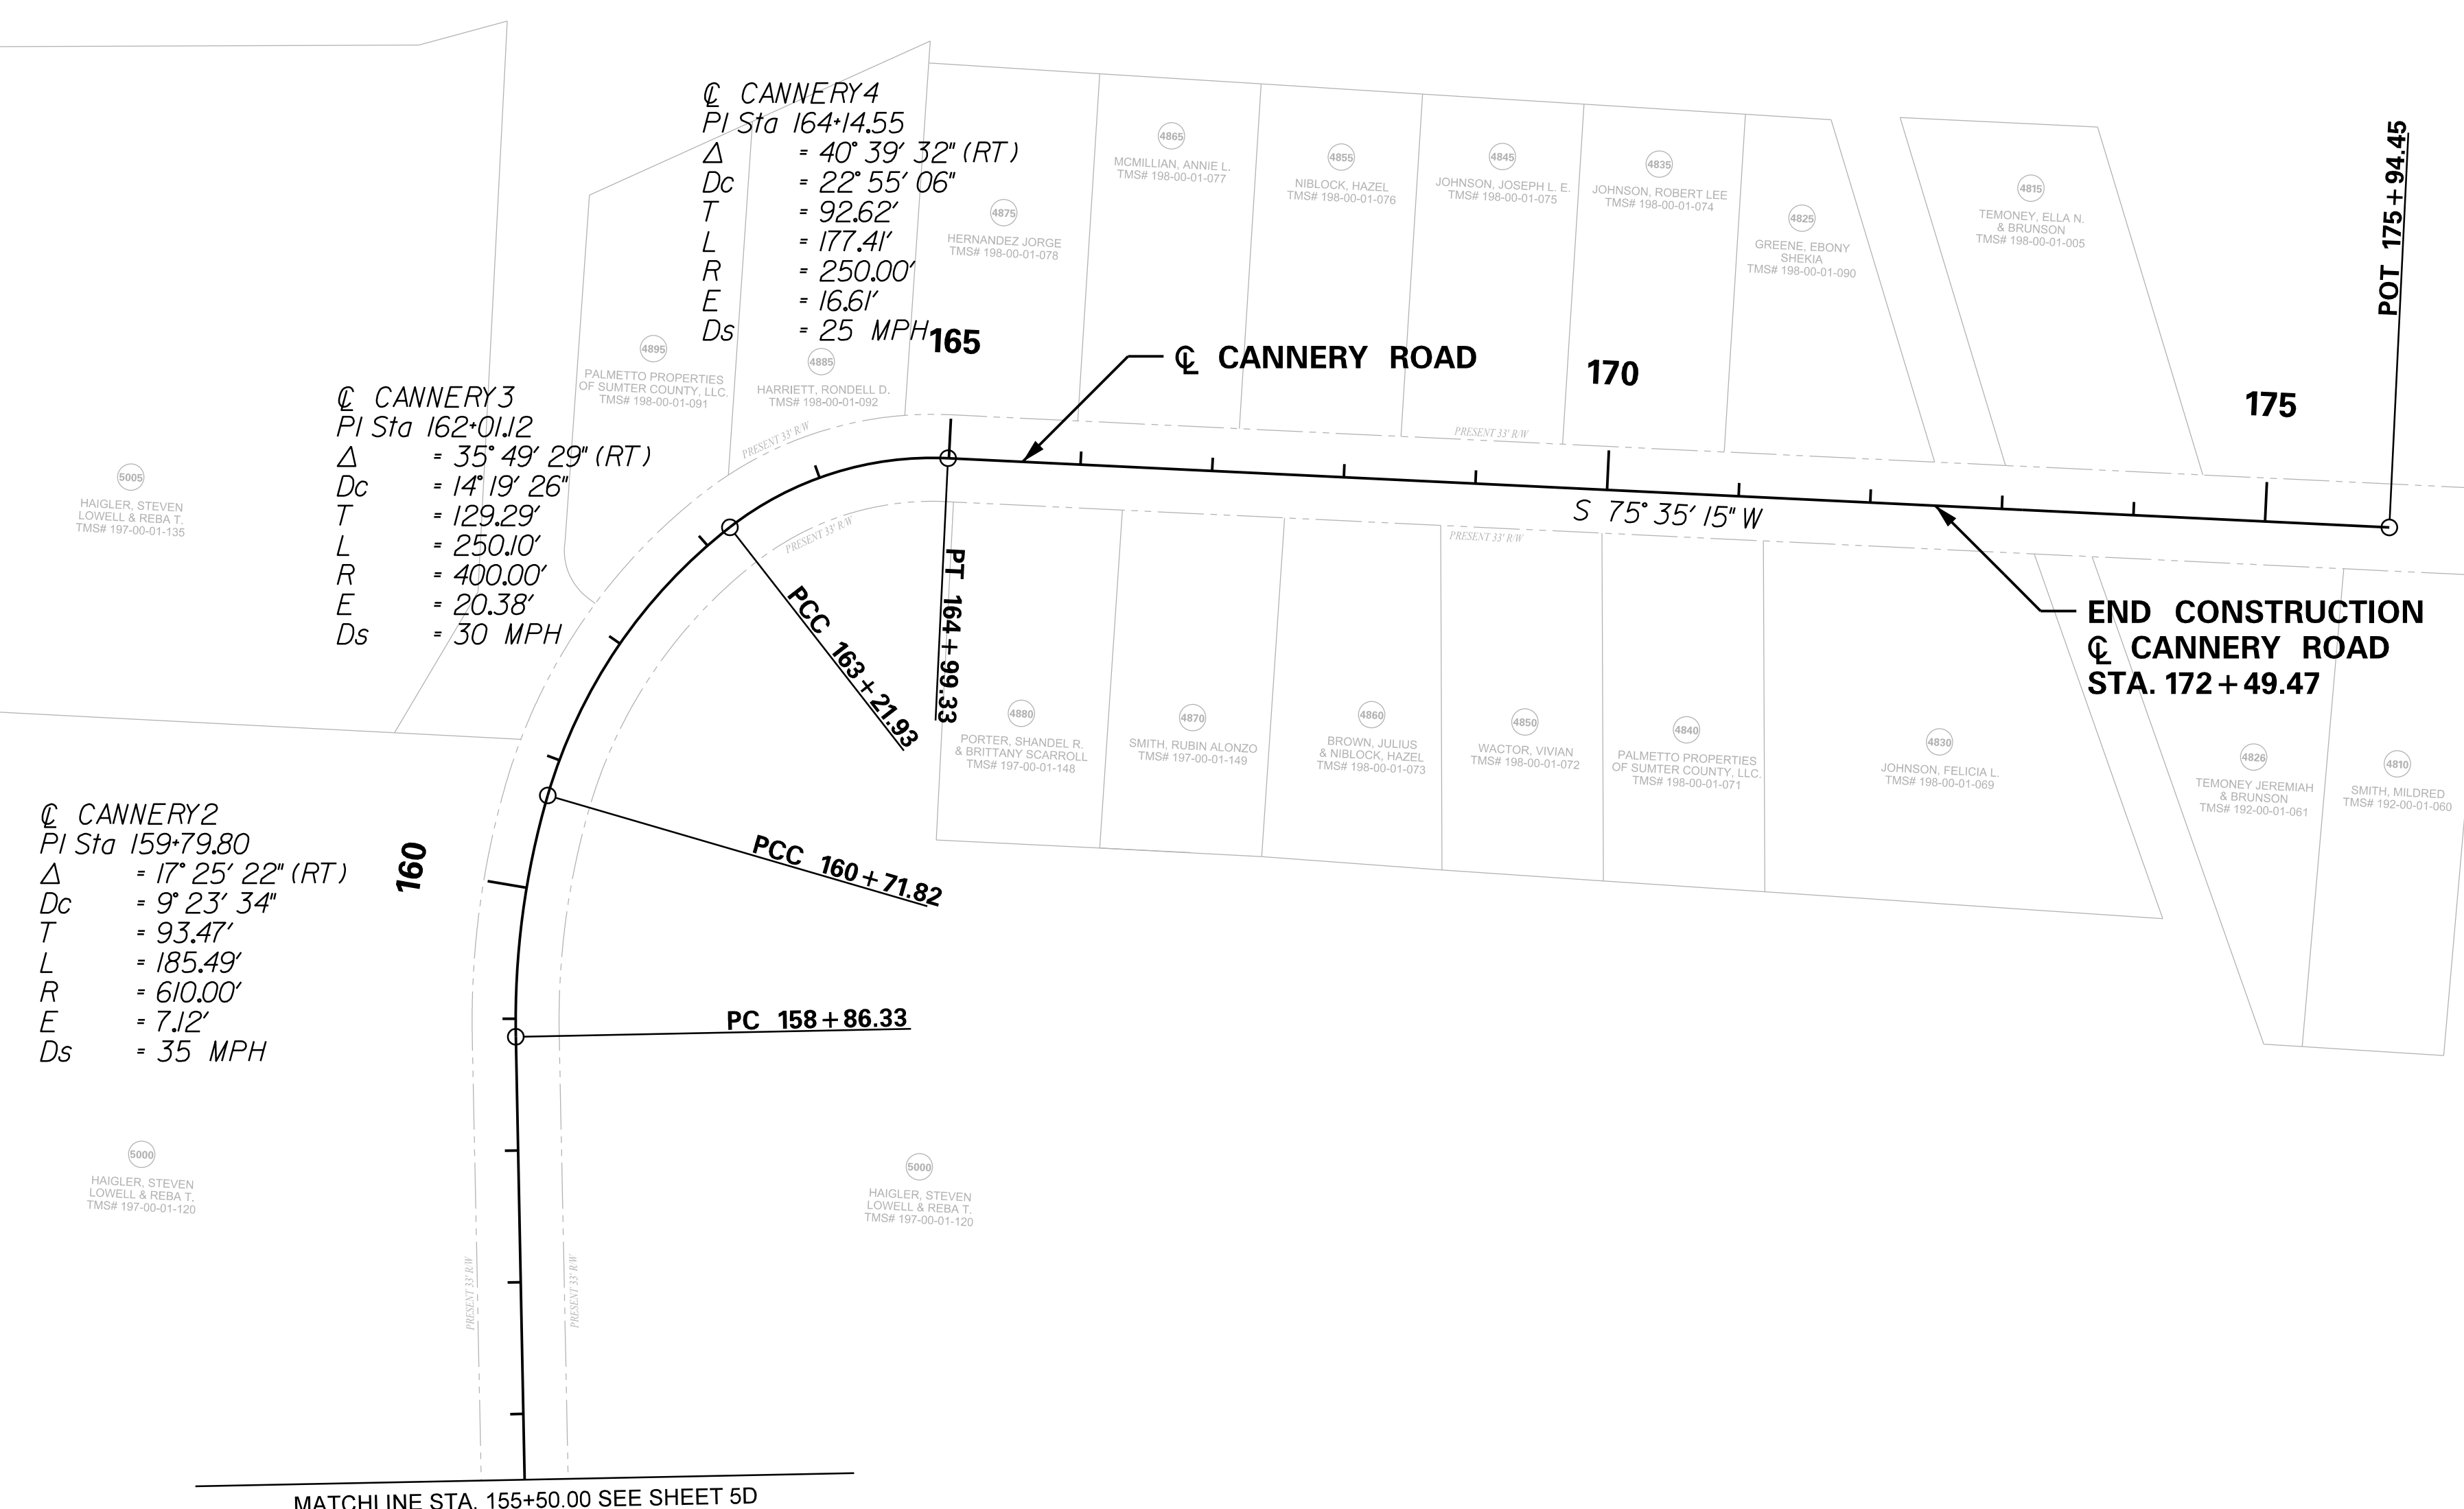 ℄ CANNERY4
PI Sta 164+14.55
Δ = 40° 39' 32" (RT)
Dc = 22° 55' 06"
T = 92.62'
L = 177.41'
R = 250.00'
E = 16.61'
Ds = 25 MPH
℄ CANNERY3
PI Sta 162+01.12
Δ = 35° 49' 29" (RT)
Dc = 14° 19' 26"
T = 129.29'
L = 250.10'
R = 400.00'
E = 20.38'
Ds = 30 MPH
℄ CANNERY2
PI Sta 159+79.80
Δ = 17° 25' 22" (RT)
Dc = 9° 23' 34"
T = 93.47'
L = 185.49'
R = 610.00'
E = 7.12'
Ds = 35 MPH
4865
MCMILLIAN, ANNIE L.
TMS# 198-00-01-077
4855
NIBLOCK, HAZEL
TMS# 198-00-01-076
4845
JOHNSON, JOSEPH L. E.
TMS# 198-00-01-075
4835
JOHNSON, ROBERT LEE
TMS# 198-00-01-074
4825
GREENE, EBONY
SHEKIA
TMS# 198-00-01-090
4815
TEMONEY, ELLA N.
& BRUNSON
TMS# 198-00-01-005
POT 175+94.45
4875
HERNANDEZ JORGE
TMS# 198-00-01-078
4895
PALMETTO PROPERTIES
OF SUMTER COUNTY, LLC.
TMS# 198-00-01-091
4885
HARRIETT, RONDELL D.
TMS# 198-00-01-092
165
℄ CANNERY ROAD
170
175
PRESENT 33' R/W
PRESENT 33' R/W
PRESENT 33' R/W
PRESENT 33' R/W
S 75° 35' 15" W
5005
HAIGLER, STEVEN
LOWELL & REBA T.
TMS# 197-00-01-135
PCC 163+21.93
PT 164+99.33
END CONSTRUCTION
℄ CANNERY ROAD
STA. 172+49.47
4880
PORTER, SHANDEL R.
& BRITTANY SCARROLL
TMS# 197-00-01-148
4870
SMITH, RUBIN ALONZO
TMS# 197-00-01-149
4860
BROWN, JULIUS
& NIBLOCK, HAZEL
TMS# 198-00-01-073
4850
WACTOR, VIVIAN
TMS# 198-00-01-072
4840
PALMETTO PROPERTIES
OF SUMTER COUNTY, LLC.
TMS# 198-00-01-071
4830
JOHNSON, FELICIA L.
TMS# 198-00-01-069
4826
TEMONEY JEREMIAH
& BRUNSON
TMS# 192-00-01-061
4810
SMITH, MILDRED
TMS# 192-00-01-060
160
PCC 160+71.82
PC 158+86.33
5000
HAIGLER, STEVEN
LOWELL & REBA T.
TMS# 197-00-01-120
5000
HAIGLER, STEVEN
LOWELL & REBA T.
TMS# 197-00-01-120
PRESENT 33' R/W
PRESENT 33' R/W
MATCHLINE STA. 155+50.00 SEE SHEET 5D